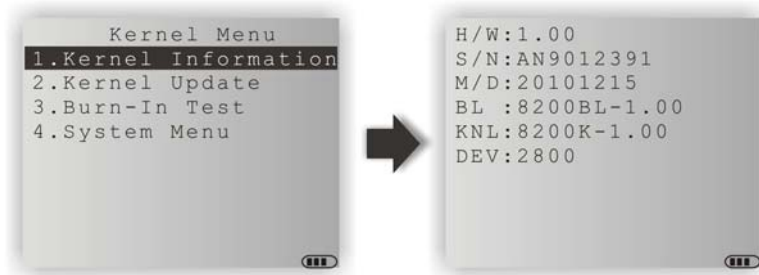 Kernel Menu
1.Kernel Information
2.Kernel Update
3.Burn-In Test
4.System Menu
H/W:1.00
S/N:AN9012391
M/D:20101215
BL :8200BL-1.00
KNL:8200K-1.00
DEV:2800